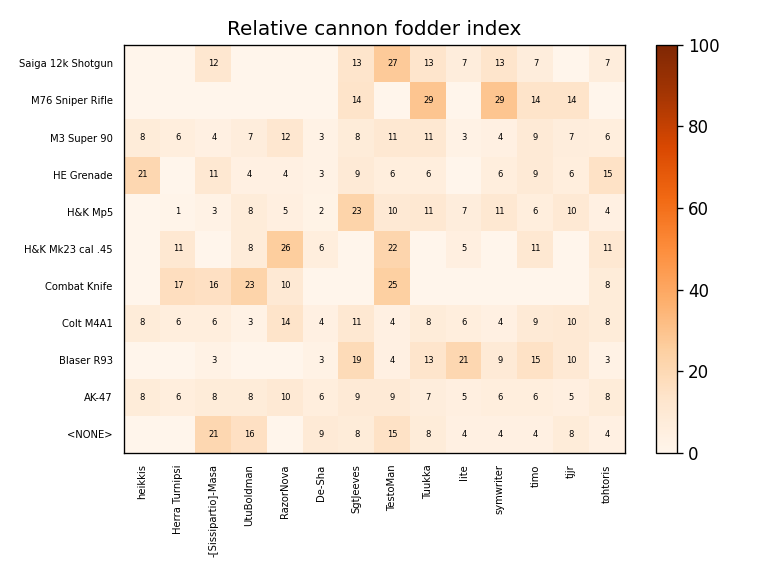 Relative cannon fodder index
Saiga 12k Shotgun 12 13 27 13 7 13 7 7
M76 Sniper Rifle 14 29 29 14 14
M3 Super 90 8 6 4 7 12 3 8 11 11 3 4 9 7 6
HE Grenade 21 11 4 4 3 9 6 6 6 9 6 15
H&K Mp5 1 3 8 5 2 23 10 11 7 11 6 10 4
H&K Mk23 cal .45 11 8 26 6 22 5 11 11
Combat Knife 17 16 23 10 25 8
Colt M4A1 8 6 6 3 14 4 11 4 8 6 4 9 10 8
Blaser R93 3 3 19 4 13 21 9 15 10 3
AK-47 8 6 8 8 10 6 9 9 7 5 6 6 5 8
<NONE> 21 16 9 8 15 8 4 4 4 8 4
heikkis
Herra Turnipsi
-[Sissipartio]-Masa
UtuBoldman
RazorNova
De-Sha
SgtJeeves
TestoMan
Tuukka
lite
symwriter
timo
tjjr
tohtoris
100
80
60
40
20
0